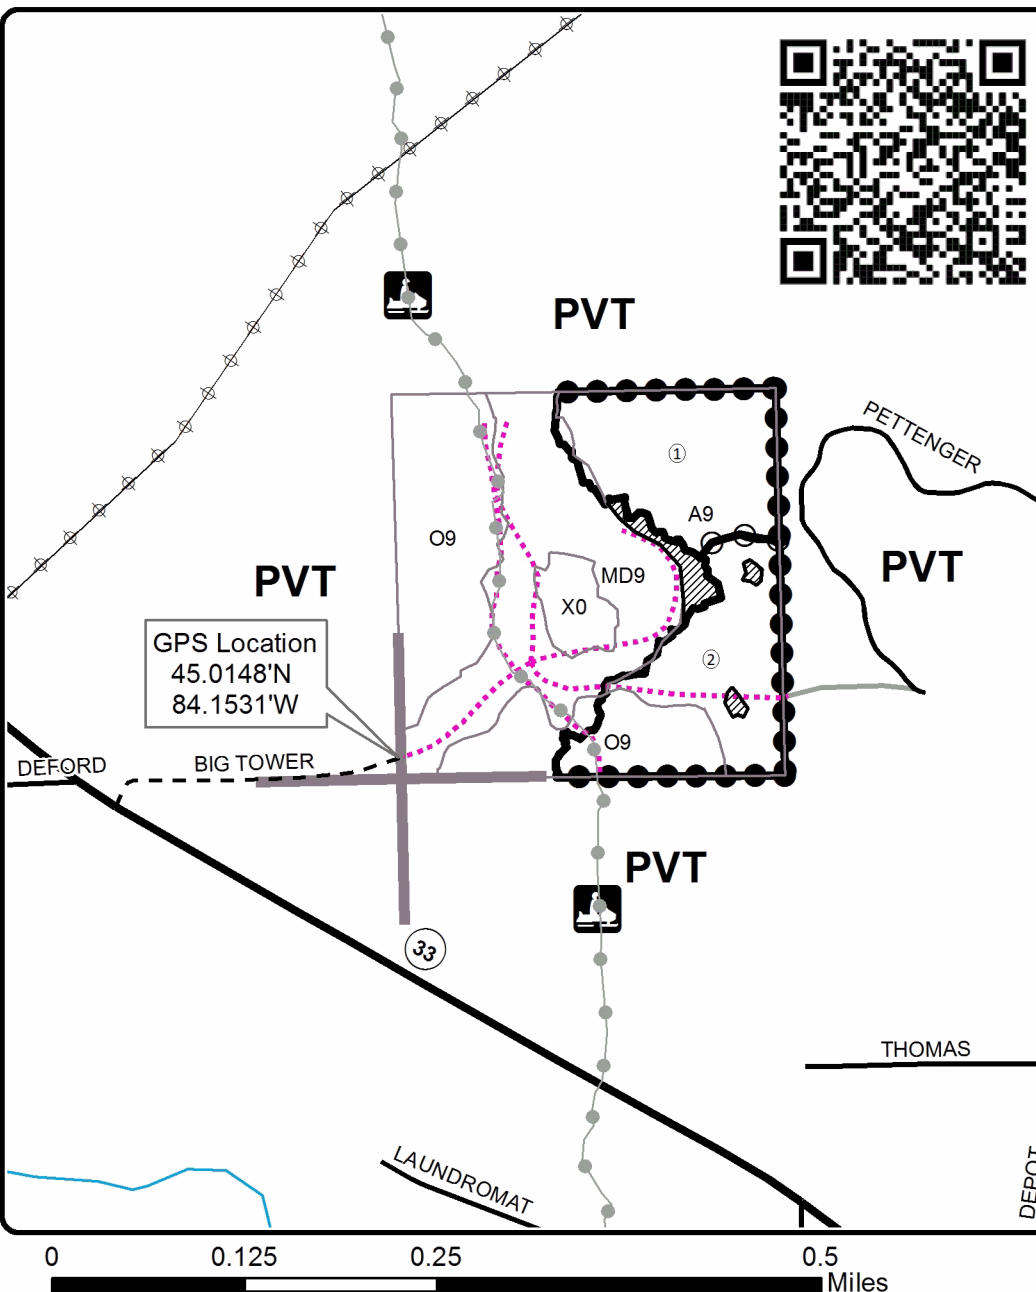 PVT
PETTENGER
①
A9
O9
PVT
PVT
MD9
X0
GPS Location
45.0148'N
84.1531'W
②
O9
DEFORD
BIG TOWER
PVT
33
THOMAS
LAUNDROMAT
DEPOT
0
0.125
0.25
0.5
Miles